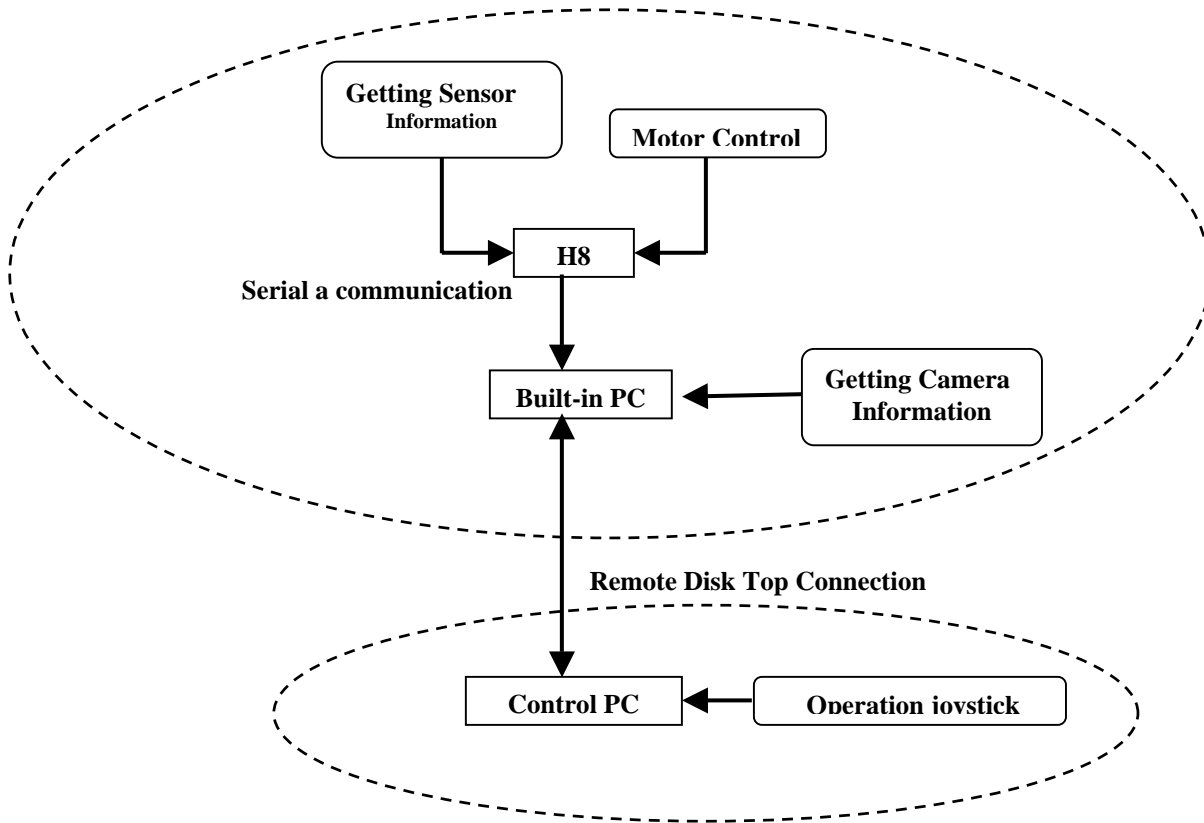 Getting Sensor
Information
Motor Control
H8
Serial a communication
Built-in PC
Getting Camera
Information
Remote Disk Top Connection
Control PC
Operation joystick